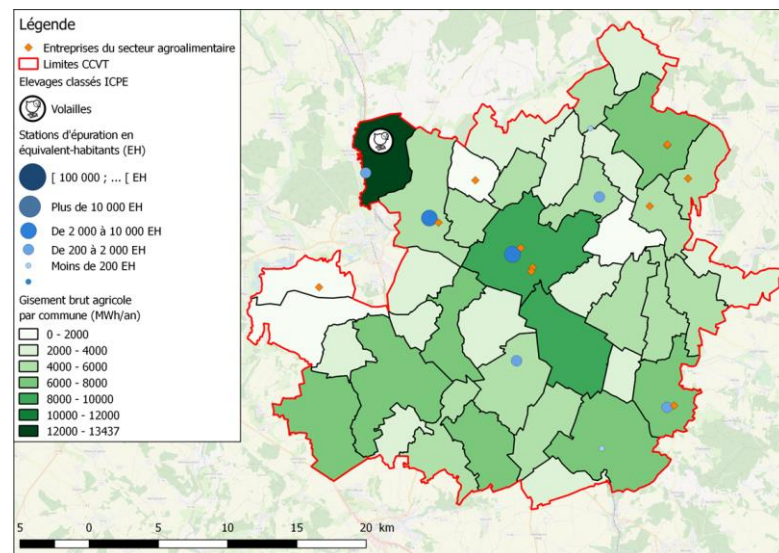 Légende
Entreprises du secteur agroalimentaire
Limites CCVT
Elevages classés ICPE
Volailles
Stations d'épuration en
équivalent-habitants (EH)
[ 100 000 ; ... [ EH
Plus de 10 000 EH
De 2 000 à 10 000 EH
De 200 à 2 000 EH
Moins de 200 EH
Gisement brut agricole
par commune (MWh/an)
0 - 2000
2000 - 4000
4000 - 6000
6000 - 8000
8000 - 10000
10000 - 12000
12000 - 13437
5 0 5 10 15 20 km